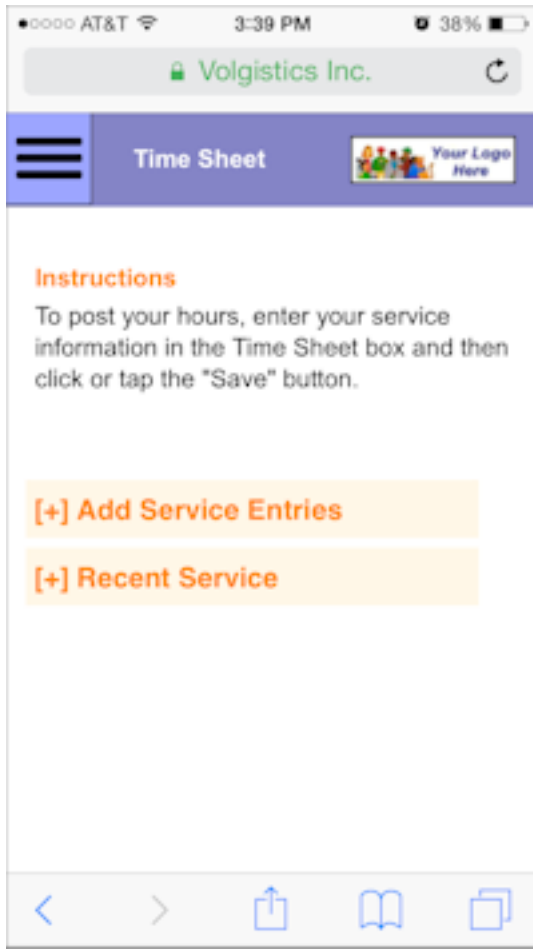 AT&T 3:39 PM 38%
Volgistics Inc.
Time Sheet
Your Logo
Here
Instructions
To post your hours, enter your service
information in the Time Sheet box and then
click or tap the "Save" button.
[+] Add Service Entries
[+] Recent Service